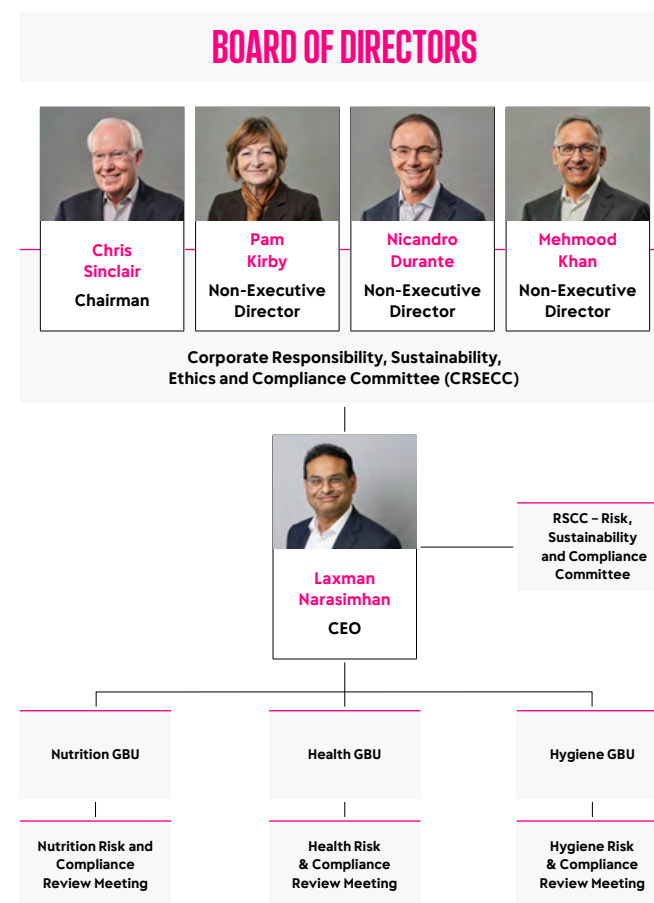 BOARD OF DIRECTORS
Chris
Sinclair
Chairman
Pam
Kirby
Non-Executive
Director
Nicandro
Durante
Non-Executive
Director
Mehmood
Khan
Non-Executive
Director
Corporate Responsibility, Sustainability,
Ethics and Compliance Committee (CRSECC)
Laxman
Narasimhan
CEO
RSCC – Risk,
Sustainability
and Compliance
Committee
Nutrition GBU
Health GBU
Hygiene GBU
Nutrition Risk and
Compliance
Review Meeting
Health Risk
& Compliance
Review Meeting
Hygiene Risk
& Compliance
Review Meeting